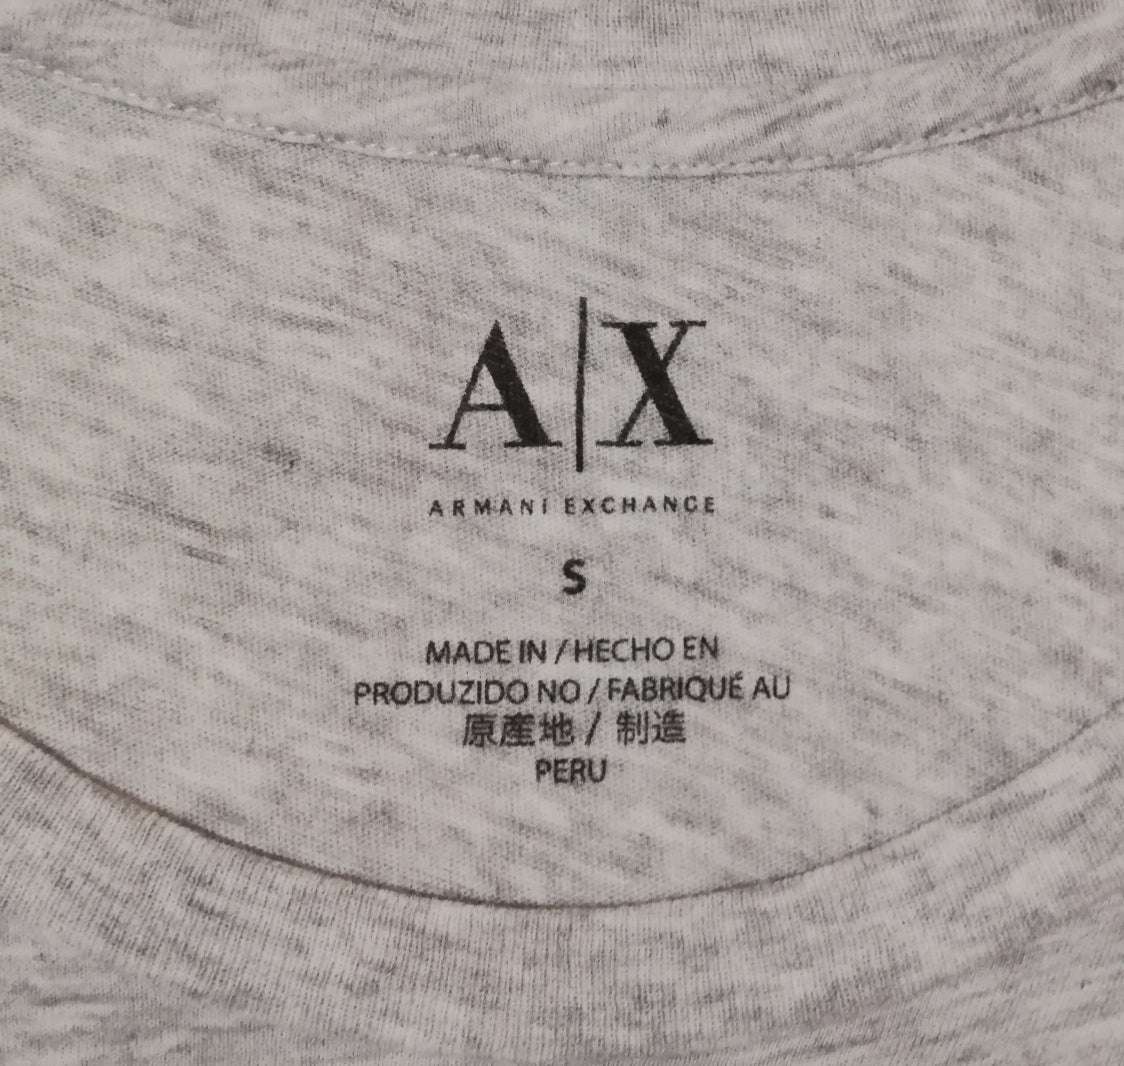 A|X
ARMANI EXCHANGE
S
MADE IN / HECHO EN
PRODUZIDO NO / FABRIQUÉ AU
原產地 / 制造
PERU